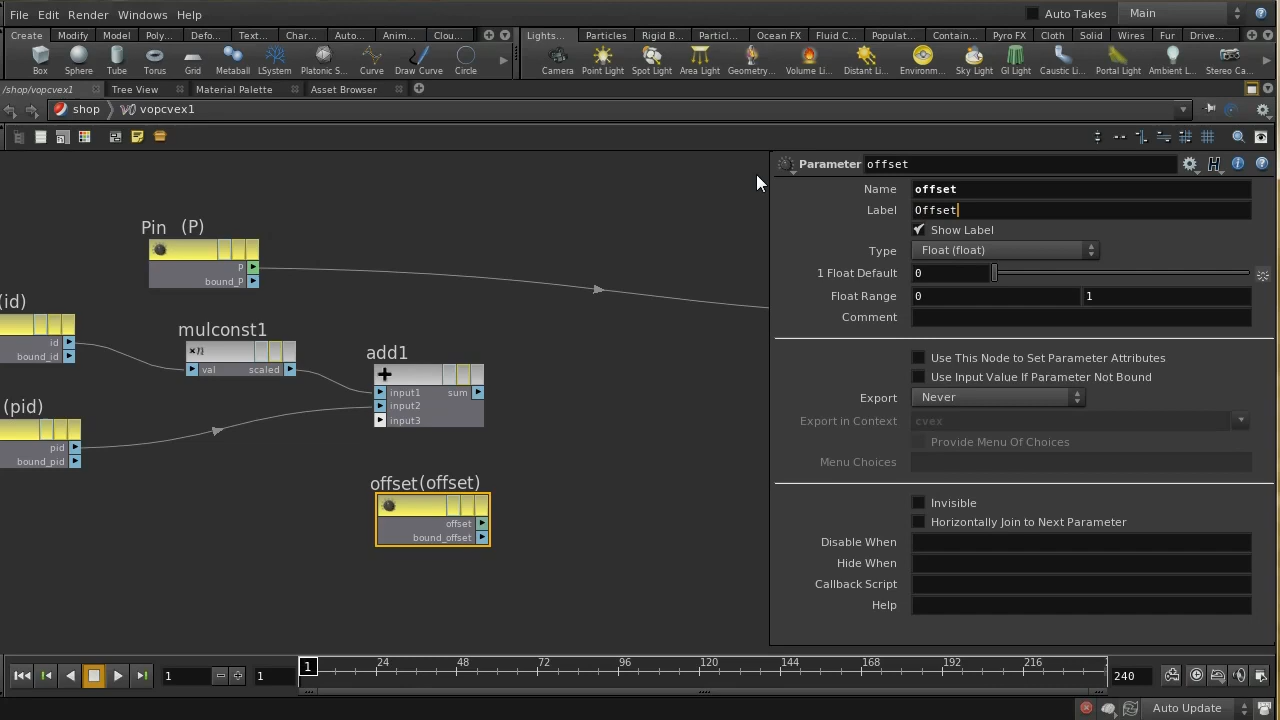 File Edit Render Windows Help Auto Takes Main
Create Modify Model Poly... Defo... Text... Char... Auto... Anim... Clou... Lights... Particles Rigid B... Particl... Ocean FX Fluid C... Populat... Contain... Pyro FX Cloth Solid Wires Fur Drive...
Box Sphere Tube Torus Grid Metaball LSystem Platonic S... Curve Draw Curve Circle Camera Point Light Spot Light Area Light Geometry... Volume Li... Distant Li... Environm... Sky Light GI Light Caustic Li... Portal Light Ambient L... Stereo Ca...
/shop/vopcvex1 Tree View Material Palette Asset Browser
shop vopcvex1
Parameter offset
Name offset
Label Offset
Show Label
Type Float (float)
1 Float Default 0
Float Range 0 1
Comment
Use This Node to Set Parameter Attributes
Use Input Value If Parameter Not Bound
Export Never
Export in Context cvex
Provide Menu Of Choices
Menu Choices
Invisible
Horizontally Join to Next Parameter
Disable When
Hide When
Callback Script
Help
Pin (P)
P
bound_P
(id)
id
bound_id
mulconst1
×n
val scaled
add1
input1 sum
input2
input3
(pid)
pid
bound_pid
offset(offset)
offset
bound_offset
1 1 1 24 48 72 96 120 144 168 192 216 240
Auto Update